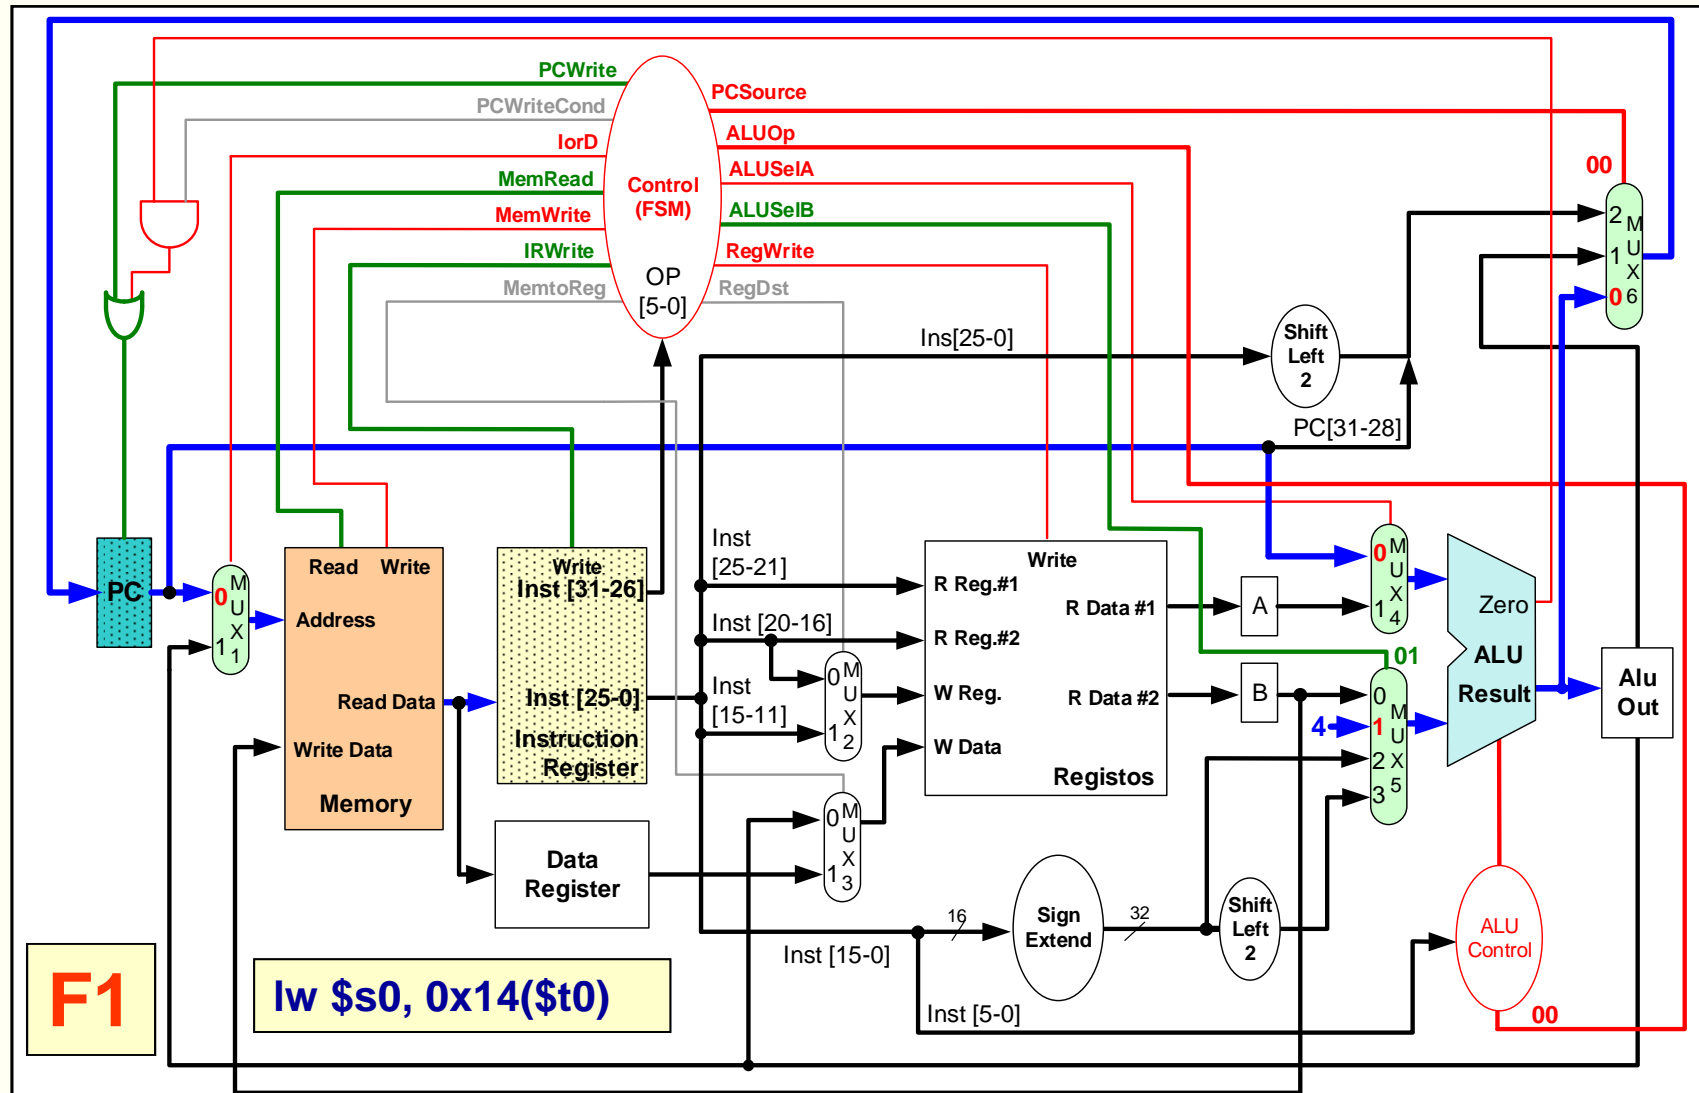 PCWrite
PCWriteCond
IorD
MemRead
MemWrite
IRWrite
MemtoReg
Control
(FSM)
OP
[5-0]
PCSource
ALUOp
ALUSelA
ALUSelB
RegWrite
RegDst
00
2
1
0
M
U
X
6
Ins[25-0]
Shift
Left
2
PC[31-28]
PC
0
1
M
U
X
1
Read
Write
Address
Read Data
Write Data
Memory
Write
Inst [31-26]
Inst [25-0]
Instruction
Register
Data
Register
Inst
[25-21]
Inst [20-16]
Inst
[15-11]
0
1
M
U
X
2
0
1
M
U
X
3
Write
R Reg.#1
R Reg.#2
W Reg.
W Data
R Data #1
R Data #2
Registos
A
B
0
1
M
U
X
4
01
0
4
1
2
3
M
U
X
5
Zero
ALU
Result
Alu
Out
Inst [15-0]
16
Sign
Extend
32
Shift
Left
2
ALU
Control
Inst [5-0]
00
F1
lw $s0, 0x14($t0)